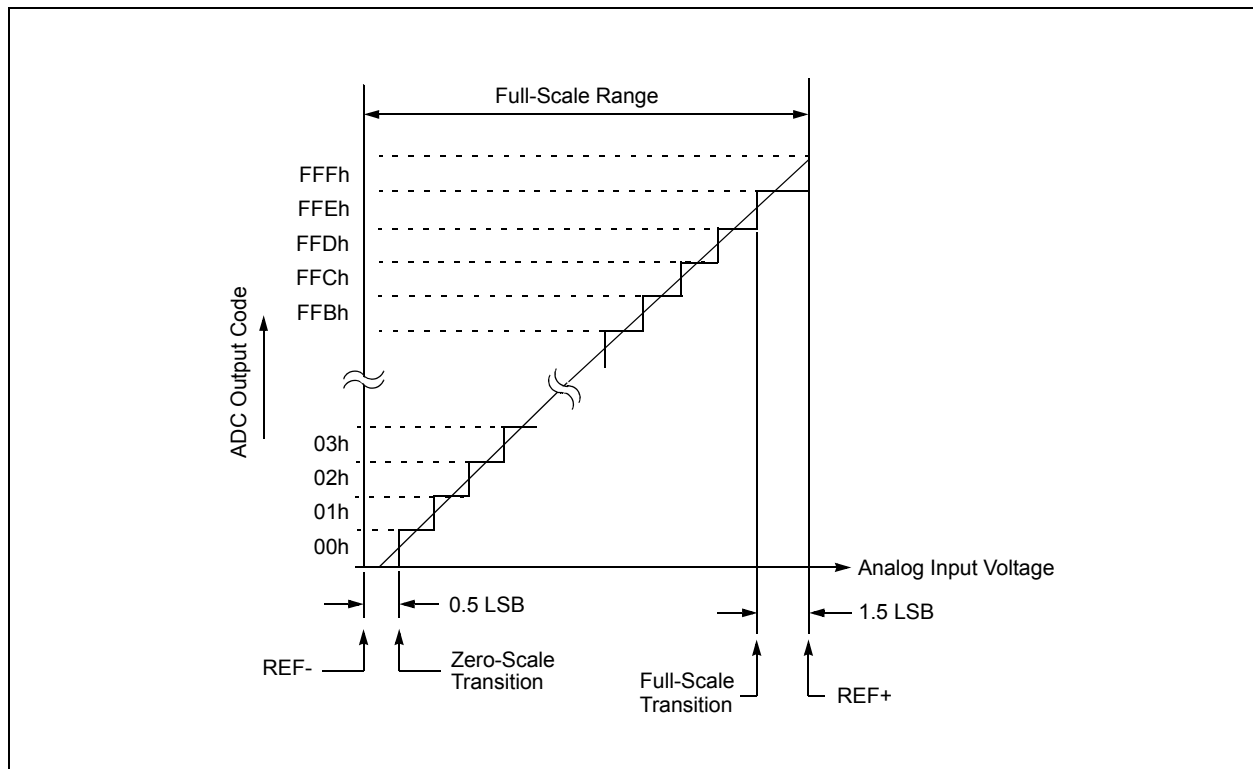 Full-Scale Range
FFFh
FFEh
FFDh
FFCh
FFBh
ADC Output Code
03h
02h
01h
00h
Analog Input Voltage
0.5 LSB
1.5 LSB
REF-
Zero-Scale
Transition
Full-Scale
Transition
REF+